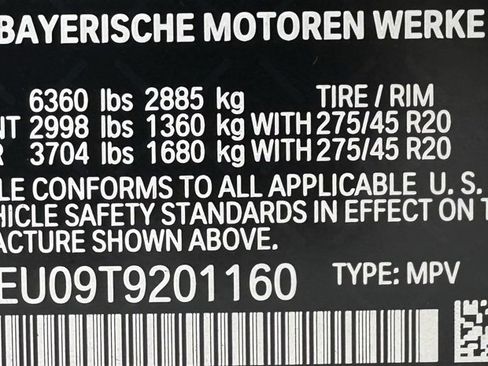 BAYERISCHE MOTOREN WERKE
6360 lbs 2885 kg TIRE / RIM
NT 2998 lbs 1360 kg WITH 275/45 R20
R 3704 lbs 1680 kg WITH 275/45 R20
LE CONFORMS TO ALL APPLICABLE U. S.
HICLE SAFETY STANDARDS IN EFFECT ON T
FACTURE SHOWN ABOVE.
EU09T9201160 TYPE: MPV